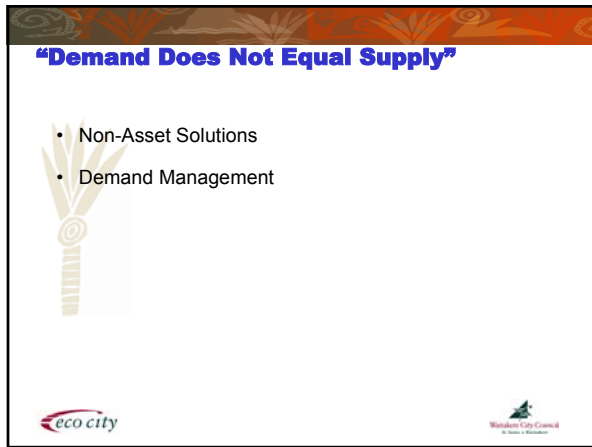 “Demand Does Not Equal Supply”
• Non-Asset Solutions
• Demand Management
eco city
Waitakere City Council